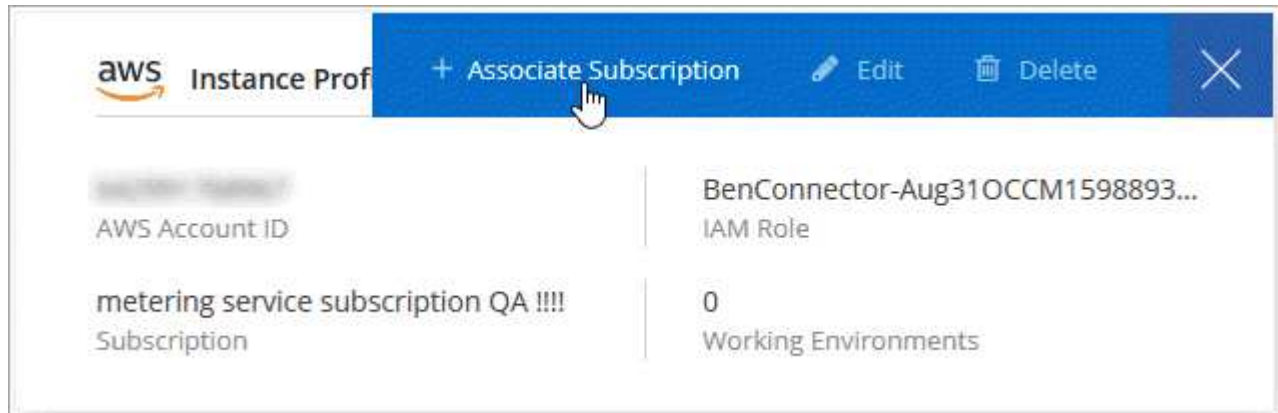 aws Instance Prof + Associate Subscription Edit Delete
AWS Account ID
BenConnector-Aug31OCCM1598893...
IAM Role
metering service subscription QA !!!!
Subscription
0
Working Environments